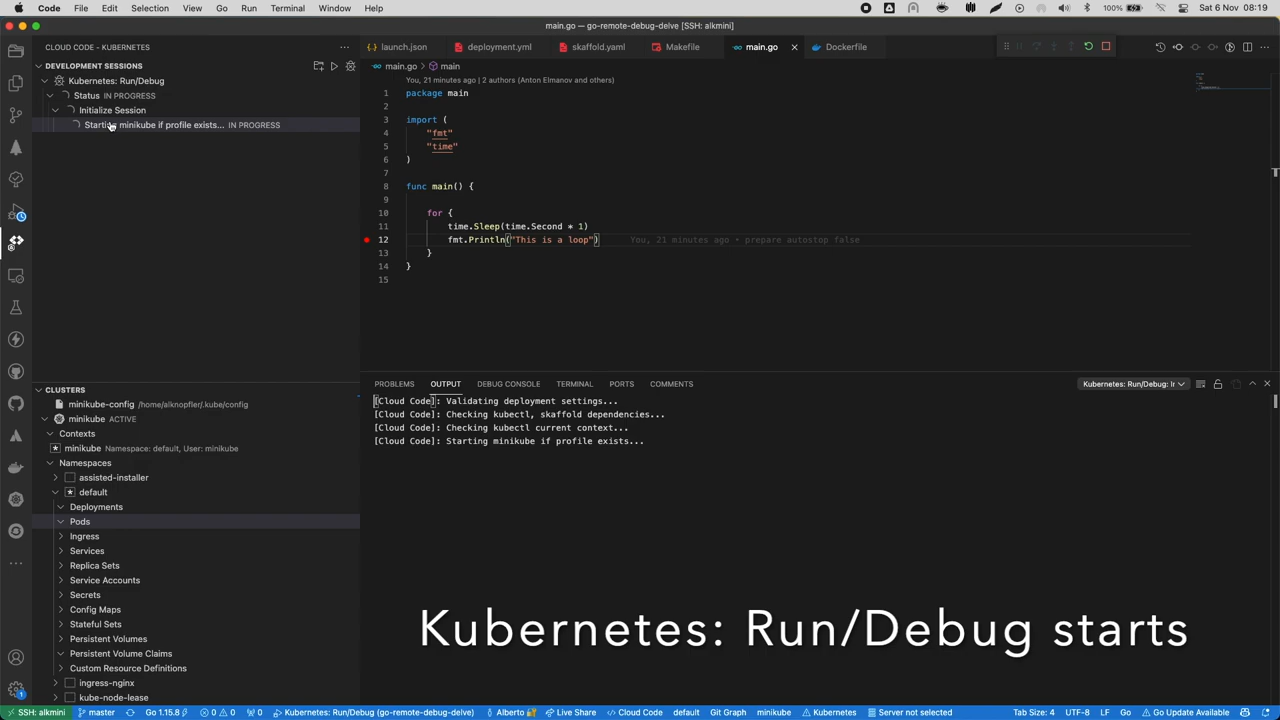 Code File Edit Selection View Go Run Terminal Window Help 100% Sat 6 Nov 08:19
main.go — go-remote-debug-delve [SSH: alkmini]
CLOUD CODE - KUBERNETES
launch.json deployment.yml skaffold.yaml Makefile main.go Dockerfile
DEVELOPMENT SESSIONS
main.go > main
Kubernetes: Run/Debug
You, 21 minutes ago | 2 authors (Anton Elmanov and others)
Status IN PROGRESS
1 package main
Initialize Session
2
3 import (
Starting minikube if profile exists... IN PROGRESS
4 "fmt"
5 "time"
6 )
7
8 func main() {
9
10 for {
11 time.Sleep(time.Second * 1)
12 fmt.Println("This is a loop") You, 21 minutes ago • prepare autostop false
13 }
14 }
15
PROBLEMS OUTPUT DEBUG CONSOLE TERMINAL PORTS COMMENTS Kubernetes: Run/Debug: Ir
[Cloud Code]: Validating deployment settings...
[Cloud Code]: Checking kubectl, skaffold dependencies...
[Cloud Code]: Checking kubectl current context...
[Cloud Code]: Starting minikube if profile exists...
CLUSTERS
minikube-config /home/alknopfler/.kube/config
minikube ACTIVE
Contexts
minikube Namespace: default, User: minikube
Namespaces
assisted-installer
default
Deployments
Pods
Ingress
Services
Replica Sets
Service Accounts
Secrets
Config Maps
Stateful Sets
Persistent Volumes
Persistent Volume Claims
Custom Resource Definitions
ingress-nginx
kube-node-lease
Kubernetes: Run/Debug starts
SSH: alkmini master Go 1.15.8 0 0 0 Kubernetes: Run/Debug (go-remote-debug-delve) Alberto Live Share Cloud Code default Git Graph minikube Kubernetes Server not selected Tab Size: 4 UTF-8 LF Go Go Update Available